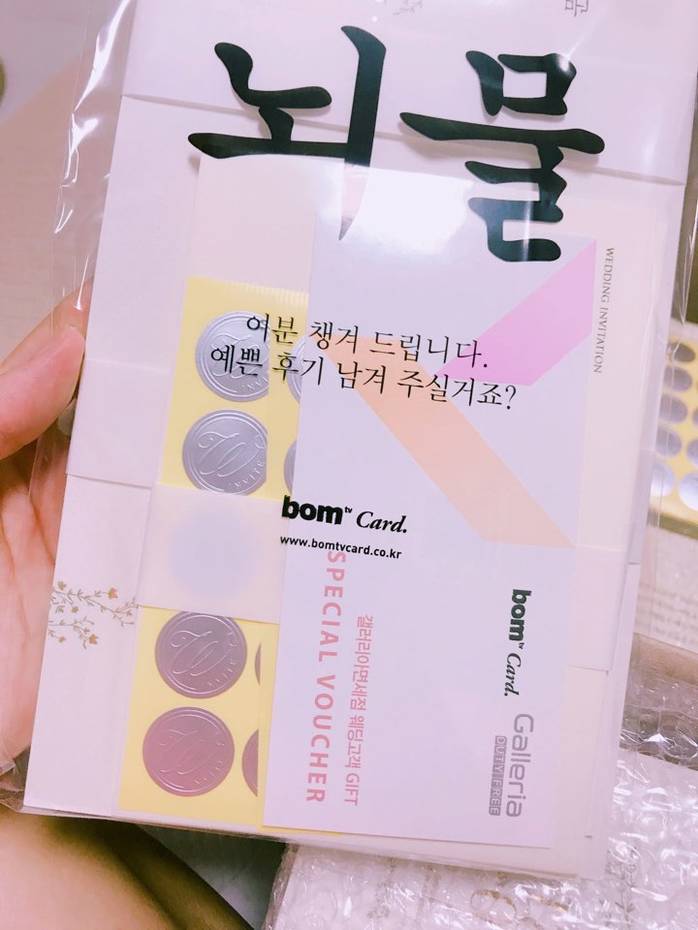 뇌물
WEDDING INVITATION
여분 챙겨 드립니다.
예쁜 후기 남겨 주실거죠?
bom tv Card.
www.bomtvcard.co.kr
SPECIAL VOUCHER
갤러리아면세점 웨딩고객 GIFT
bom tv Card.
Galleria
DUTY FREE